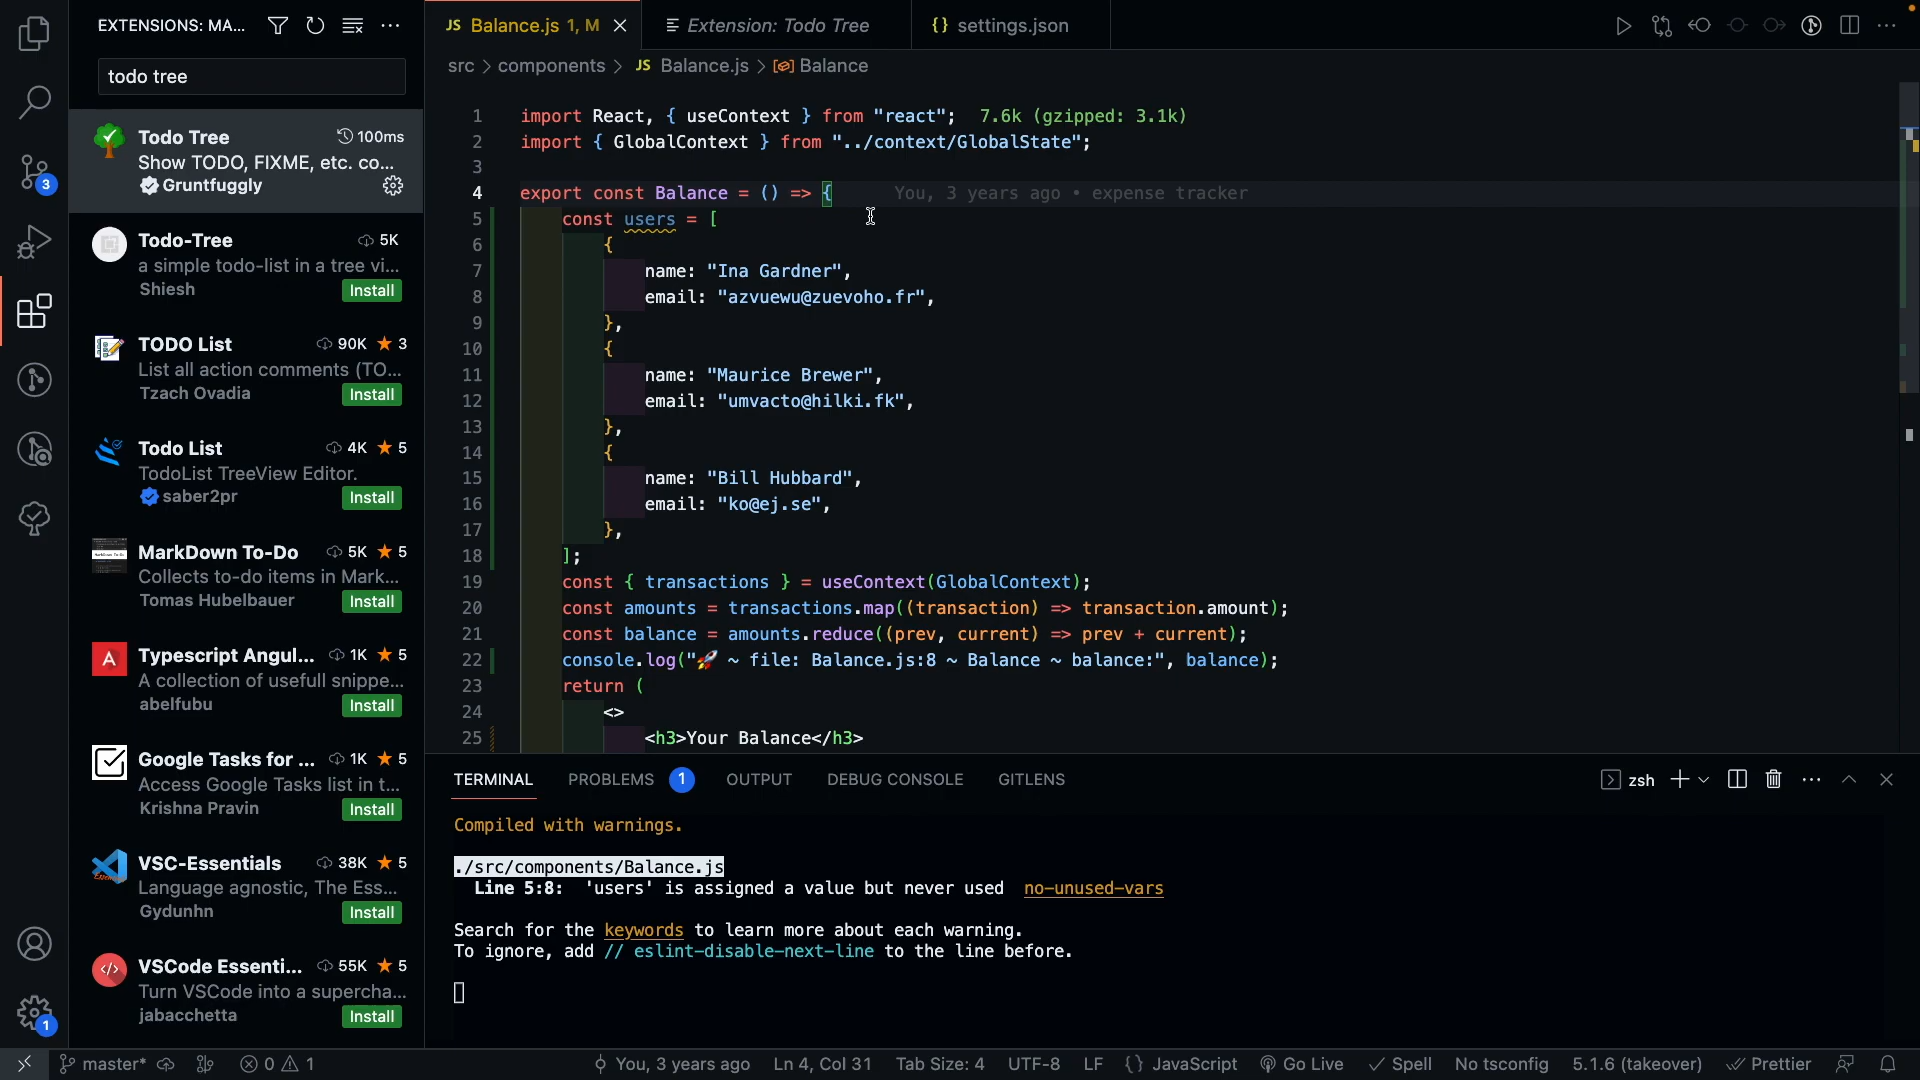 EXTENSIONS: MA...
todo tree
Todo Tree 100ms
Show TODO, FIXME, etc. co...
Gruntfuggly
Todo-Tree 5K
a simple todo-list in a tree vi...
Shiesh Install
TODO List 90K 3
List all action comments (TO...
Tzach Ovadia Install
Todo List 4K 5
TodoList TreeView Editor.
saber2pr Install
MarkDown To-Do 5K 5
Collects to-do items in Mark...
Tomas Hubelbauer Install
Typescript Angul... 1K 5
A collection of usefull snippe...
abelfubu Install
Google Tasks for ... 1K 5
Access Google Tasks list in t...
Krishna Pravin Install
VSC-Essentials 38K 5
Language agnostic, The Ess...
Gydunhn Install
VSCode Essenti... 55K 5
Turn VSCode into a supercha...
jabacchetta Install
3
1
JS Balance.js 1, M
Extension: Todo Tree
{} settings.json
src > components > JS Balance.js > Balance
1 import React, { useContext } from "react"; 7.6k (gzipped: 3.1k)
2 import { GlobalContext } from "../context/GlobalState";
3
4 export const Balance = () => { You, 3 years ago • expense tracker
5 const users = [
6 {
7 name: "Ina Gardner",
8 email: "azvuewu@zuevoho.fr",
9 },
10 {
11 name: "Maurice Brewer",
12 email: "umvacto@hilki.fk",
13 },
14 {
15 name: "Bill Hubbard",
16 email: "ko@ej.se",
17 },
18 ];
19 const { transactions } = useContext(GlobalContext);
20 const amounts = transactions.map((transaction) => transaction.amount);
21 const balance = amounts.reduce((prev, current) => prev + current);
22 console.log("🚀 ~ file: Balance.js:8 ~ Balance ~ balance:", balance);
23 return (
24 <>
25 <h3>Your Balance</h3>
TERMINAL PROBLEMS 1 OUTPUT DEBUG CONSOLE GITLENS zsh
Compiled with warnings.
./src/components/Balance.js
Line 5:8: 'users' is assigned a value but never used no-unused-vars
Search for the keywords to learn more about each warning.
To ignore, add // eslint-disable-next-line to the line before.
master* 0 1 You, 3 years ago Ln 4, Col 31 Tab Size: 4 UTF-8 LF {} JavaScript Go Live Spell No tsconfig 5.1.6 (takeover) Prettier